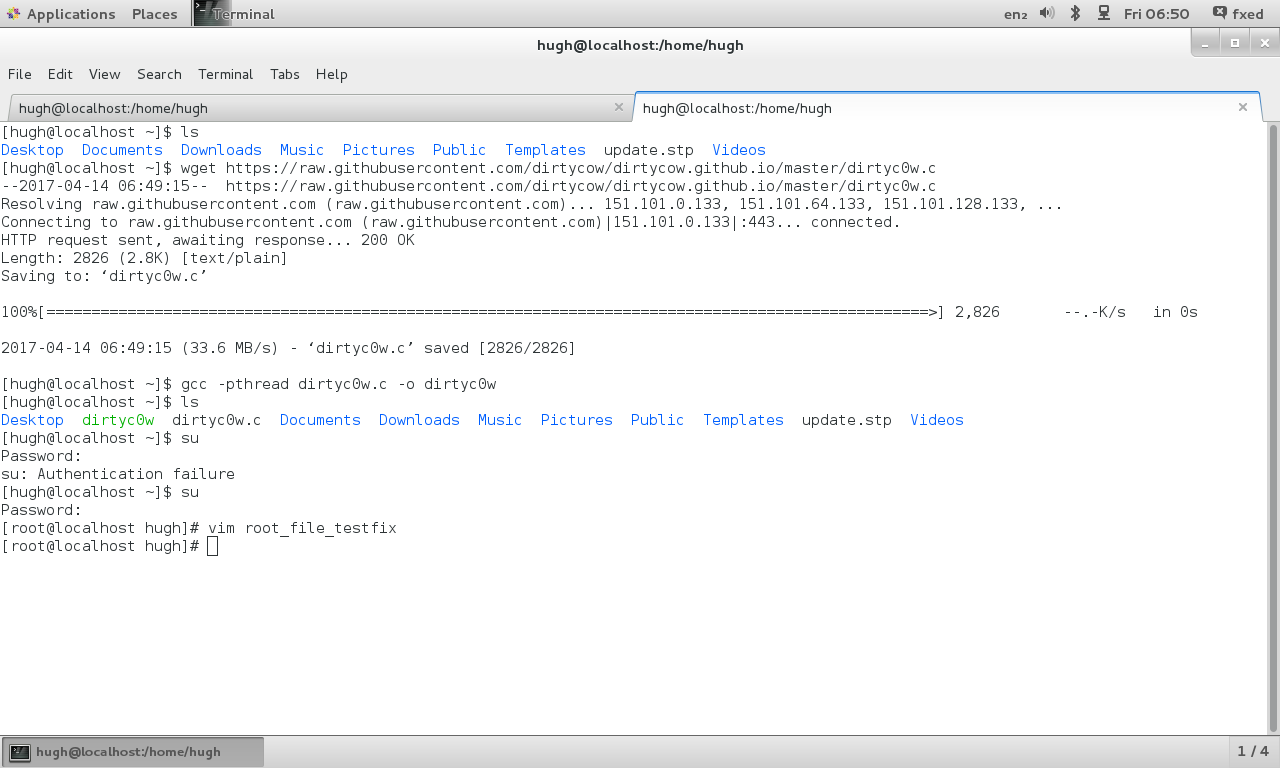 Applications Places Terminal en₂ Fri 06:50 fxed
hugh@localhost:/home/hugh
File Edit View Search Terminal Tabs Help
hugh@localhost:/home/hugh × hugh@localhost:/home/hugh ×
[hugh@localhost ~]$ ls
Desktop  Documents  Downloads  Music  Pictures  Public  Templates  update.stp  Videos
[hugh@localhost ~]$ wget https://raw.githubusercontent.com/dirtycow/dirtycow.github.io/master/dirtyc0w.c
--2017-04-14 06:49:15--  https://raw.githubusercontent.com/dirtycow/dirtycow.github.io/master/dirtyc0w.c
Resolving raw.githubusercontent.com (raw.githubusercontent.com)... 151.101.0.133, 151.101.64.133, 151.101.128.133, ...
Connecting to raw.githubusercontent.com (raw.githubusercontent.com)|151.101.0.133|:443... connected.
HTTP request sent, awaiting response... 200 OK
Length: 2826 (2.8K) [text/plain]
Saving to: ‘dirtyc0w.c’
100%[==================================================================================================>] 2,826       --.-K/s   in 0s
2017-04-14 06:49:15 (33.6 MB/s) - ‘dirtyc0w.c’ saved [2826/2826]
[hugh@localhost ~]$ gcc -pthread dirtyc0w.c -o dirtyc0w
[hugh@localhost ~]$ ls
Desktop  dirtyc0w  dirtyc0w.c  Documents  Downloads  Music  Pictures  Public  Templates  update.stp  Videos
[hugh@localhost ~]$ su
Password:
su: Authentication failure
[hugh@localhost ~]$ su
Password:
[root@localhost hugh]# vim root_file_testfix
[root@localhost hugh]#
hugh@localhost:/home/hugh 1 / 4